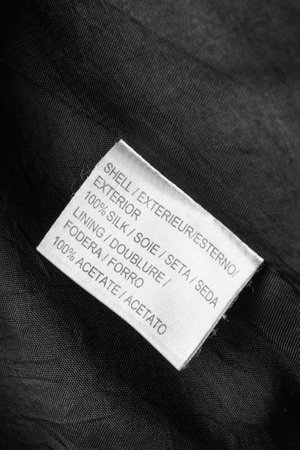 SHELL / EXTERIEUR/ESTERNO/
EXTERIOR
100% SILK / SOIE / SETA / SEDA
LINING / DOUBLURE /
FODERA / FORRO
100% ACETATE / ACETATO